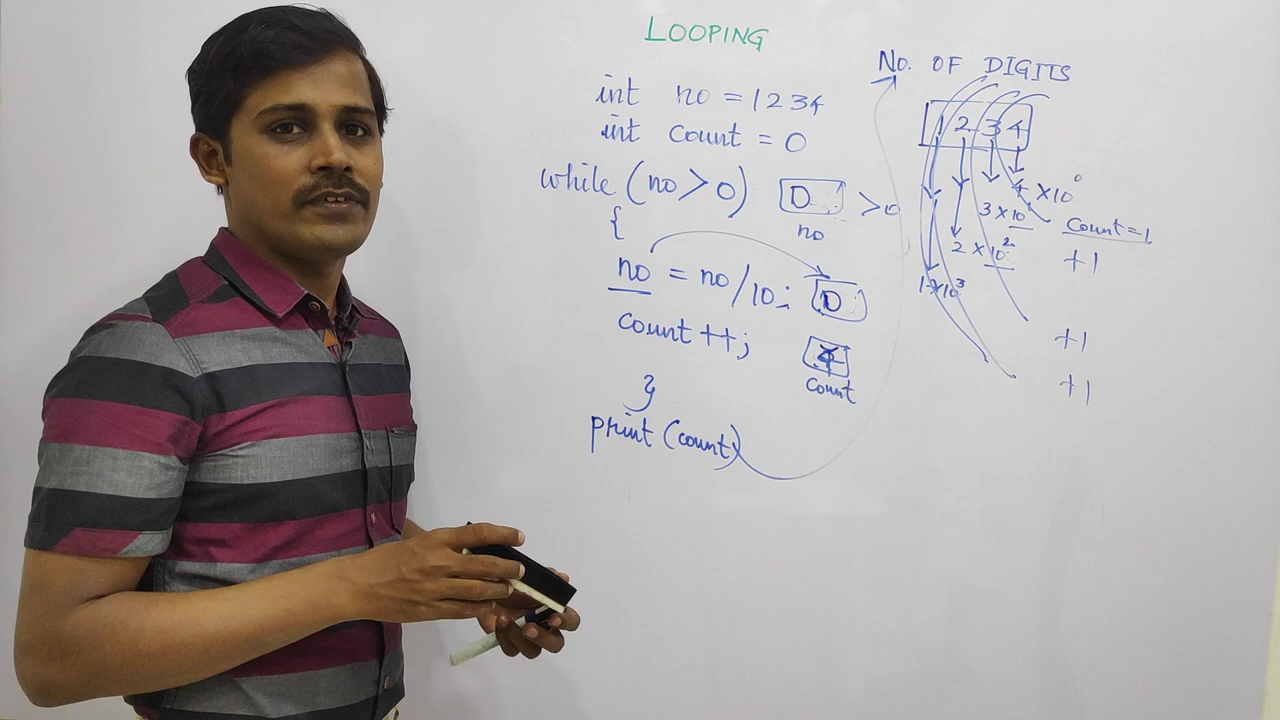 LOOPING
int no = 1234
int count = 0
while (no > 0)
{
no = no/10;
count ++;
}
print (count)
0 > 0
no
0
4
count
No. OF DIGITS
1 2 3 4
4 × 10⁰
3 × 10
2 × 10²
1 × 10³
count = 1
+1
+1
+1